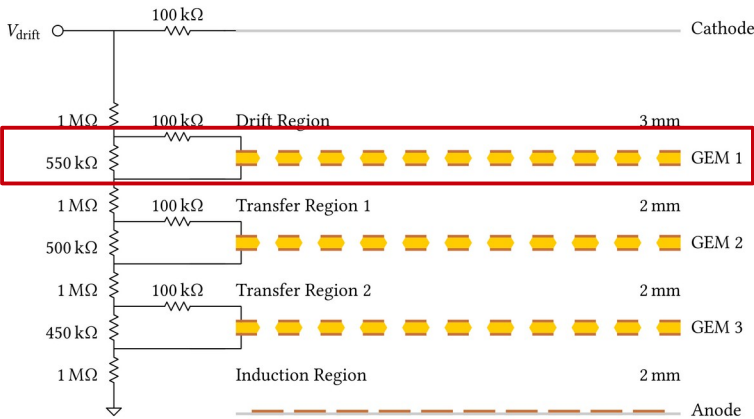 100 kΩ
Vdrift
Cathode
1 MΩ 100 kΩ Drift Region 3 mm
550 kΩ GEM 1
1 MΩ 100 kΩ Transfer Region 1 2 mm
500 kΩ GEM 2
1 MΩ 100 kΩ Transfer Region 2 2 mm
450 kΩ GEM 3
1 MΩ Induction Region 2 mm
Anode